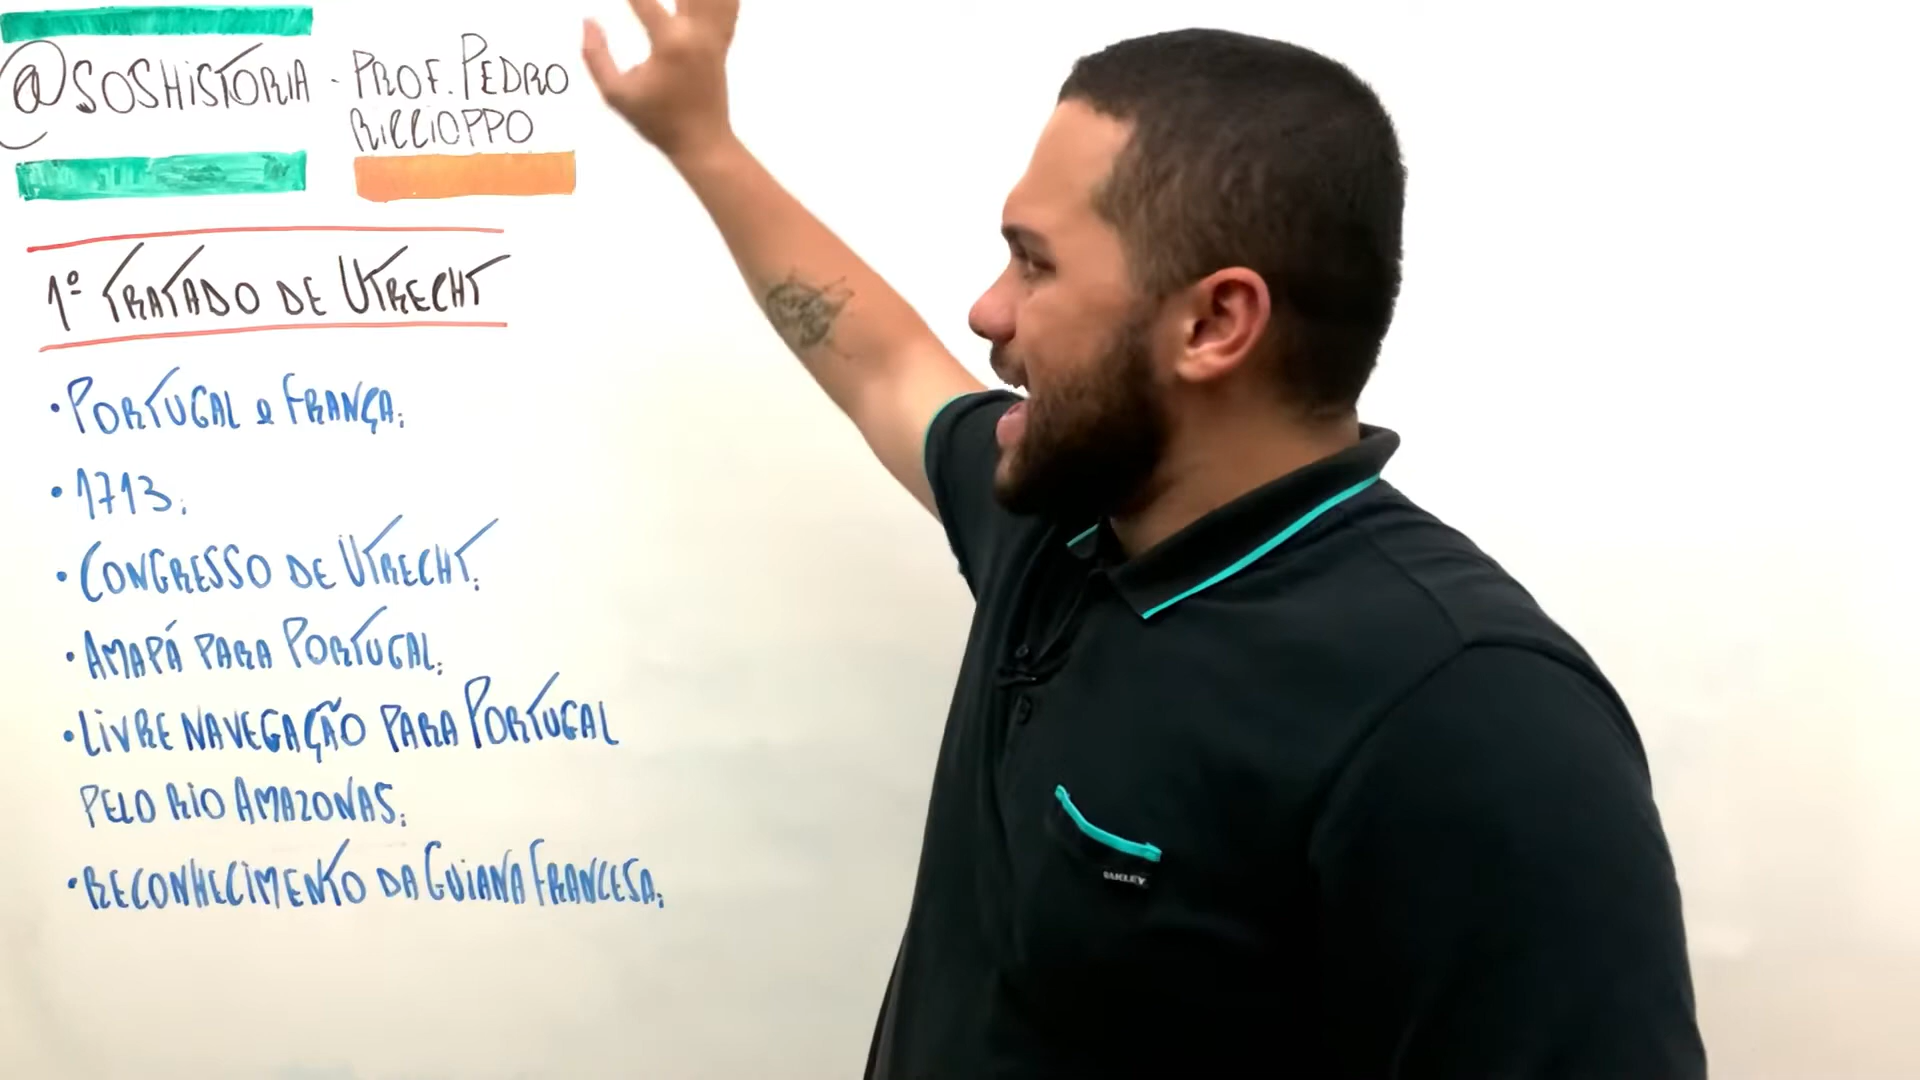 @SOSHISTORIA - PROF. PEDRO
RICCIOPPO
1º TRATADO DE UTRECHT
• PORTUGAL e FRANÇA;
• 1713;
• CONGRESSO DE UTRECHT;
• AMAPÁ PARA PORTUGAL;
• LIVRE NAVEGAÇÃO PARA PORTUGAL
PELO RIO AMAZONAS;
• RECONHECIMENTO DA GUIANA FRANCESA;
OAKLEY